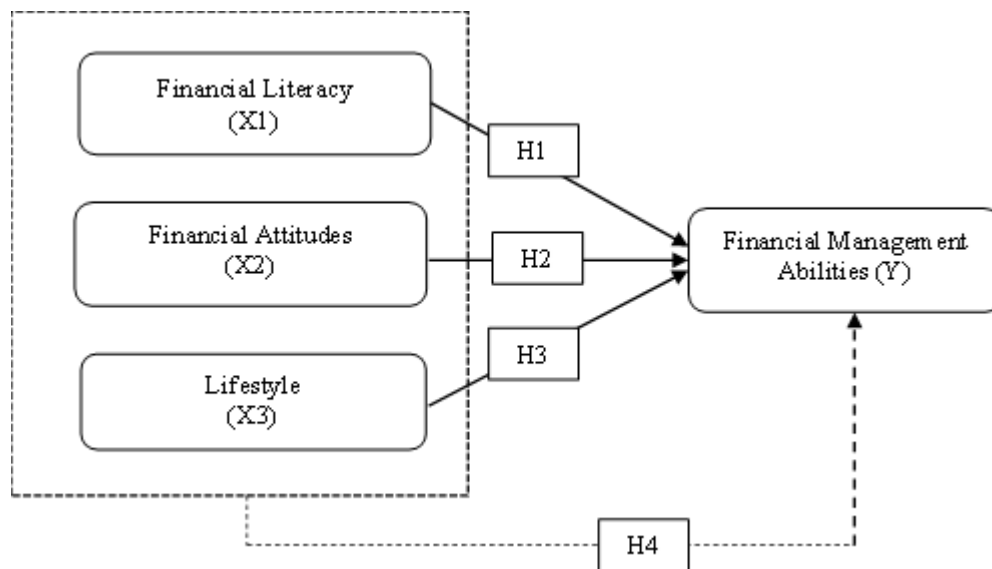 Financial Literacy
(X1)
H1
Financial Attitudes
(X2)
H2
Financial Management
Abilities (Y)
Lifestyle
(X3)
H3
H4